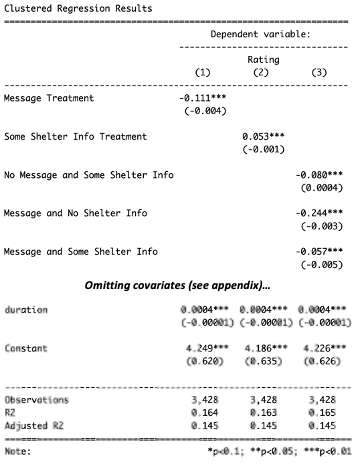 Clustered Regression Results
Dependent variable:
Rating
(1) (2) (3)
Message Treatment -0.111***
(-0.004)
Some Shelter Info Treatment 0.053***
(-0.001)
No Message and Some Shelter Info -0.080***
(0.0004)
Message and No Shelter Info -0.244***
(-0.003)
Message and Some Shelter Info -0.057***
(-0.005)
Omitting covariates (see appendix)...
duration 0.0004*** 0.0004*** 0.0004***
(-0.00001) (-0.00001) (-0.00001)
Constant 4.249*** 4.186*** 4.226***
(0.620) (0.635) (0.626)
Observations 3,428 3,428 3,428
R2 0.164 0.163 0.165
Adjusted R2 0.145 0.145 0.145
Note: *p<0.1; **p<0.05; ***p<0.01